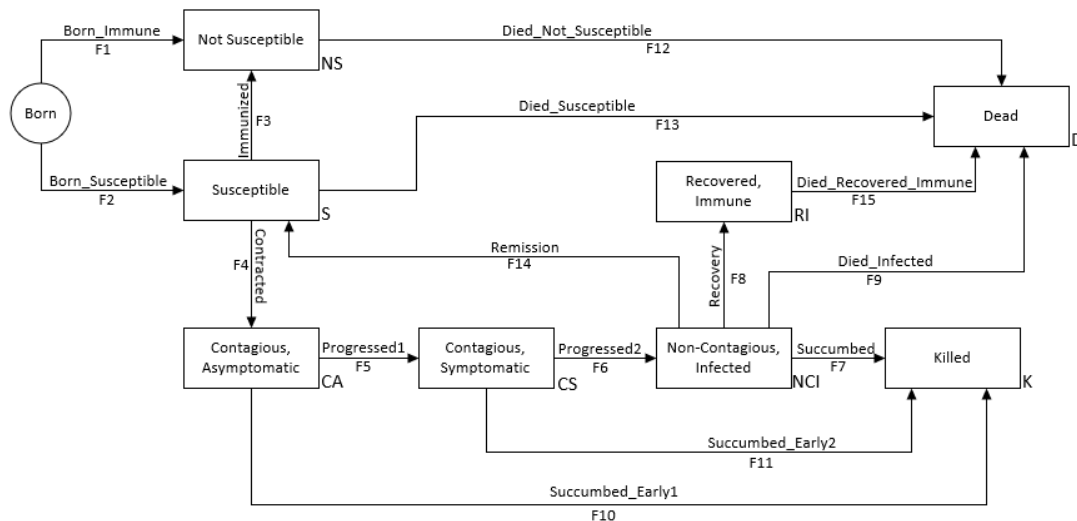 Born_Immune
F1
Not Susceptible
NS
Died_Not_Susceptible
F12
Born
Immunized
F3
Died_Susceptible
F13
Dead
D
Born_Susceptible
F2
Susceptible
S
Recovered,
Immune
RI
Died_Recovered_Immune
F15
Contracted
F4
Remission
F14
Recovery
F8
Died_Infected
F9
Contagious,
Asymptomatic
CA
Progressed1
F5
Contagious,
Symptomatic
CS
Progressed2
F6
Non-Contagious,
Infected
NCI
Succumbed
F7
Killed
K
Succumbed_Early2
F11
Succumbed_Early1
F10